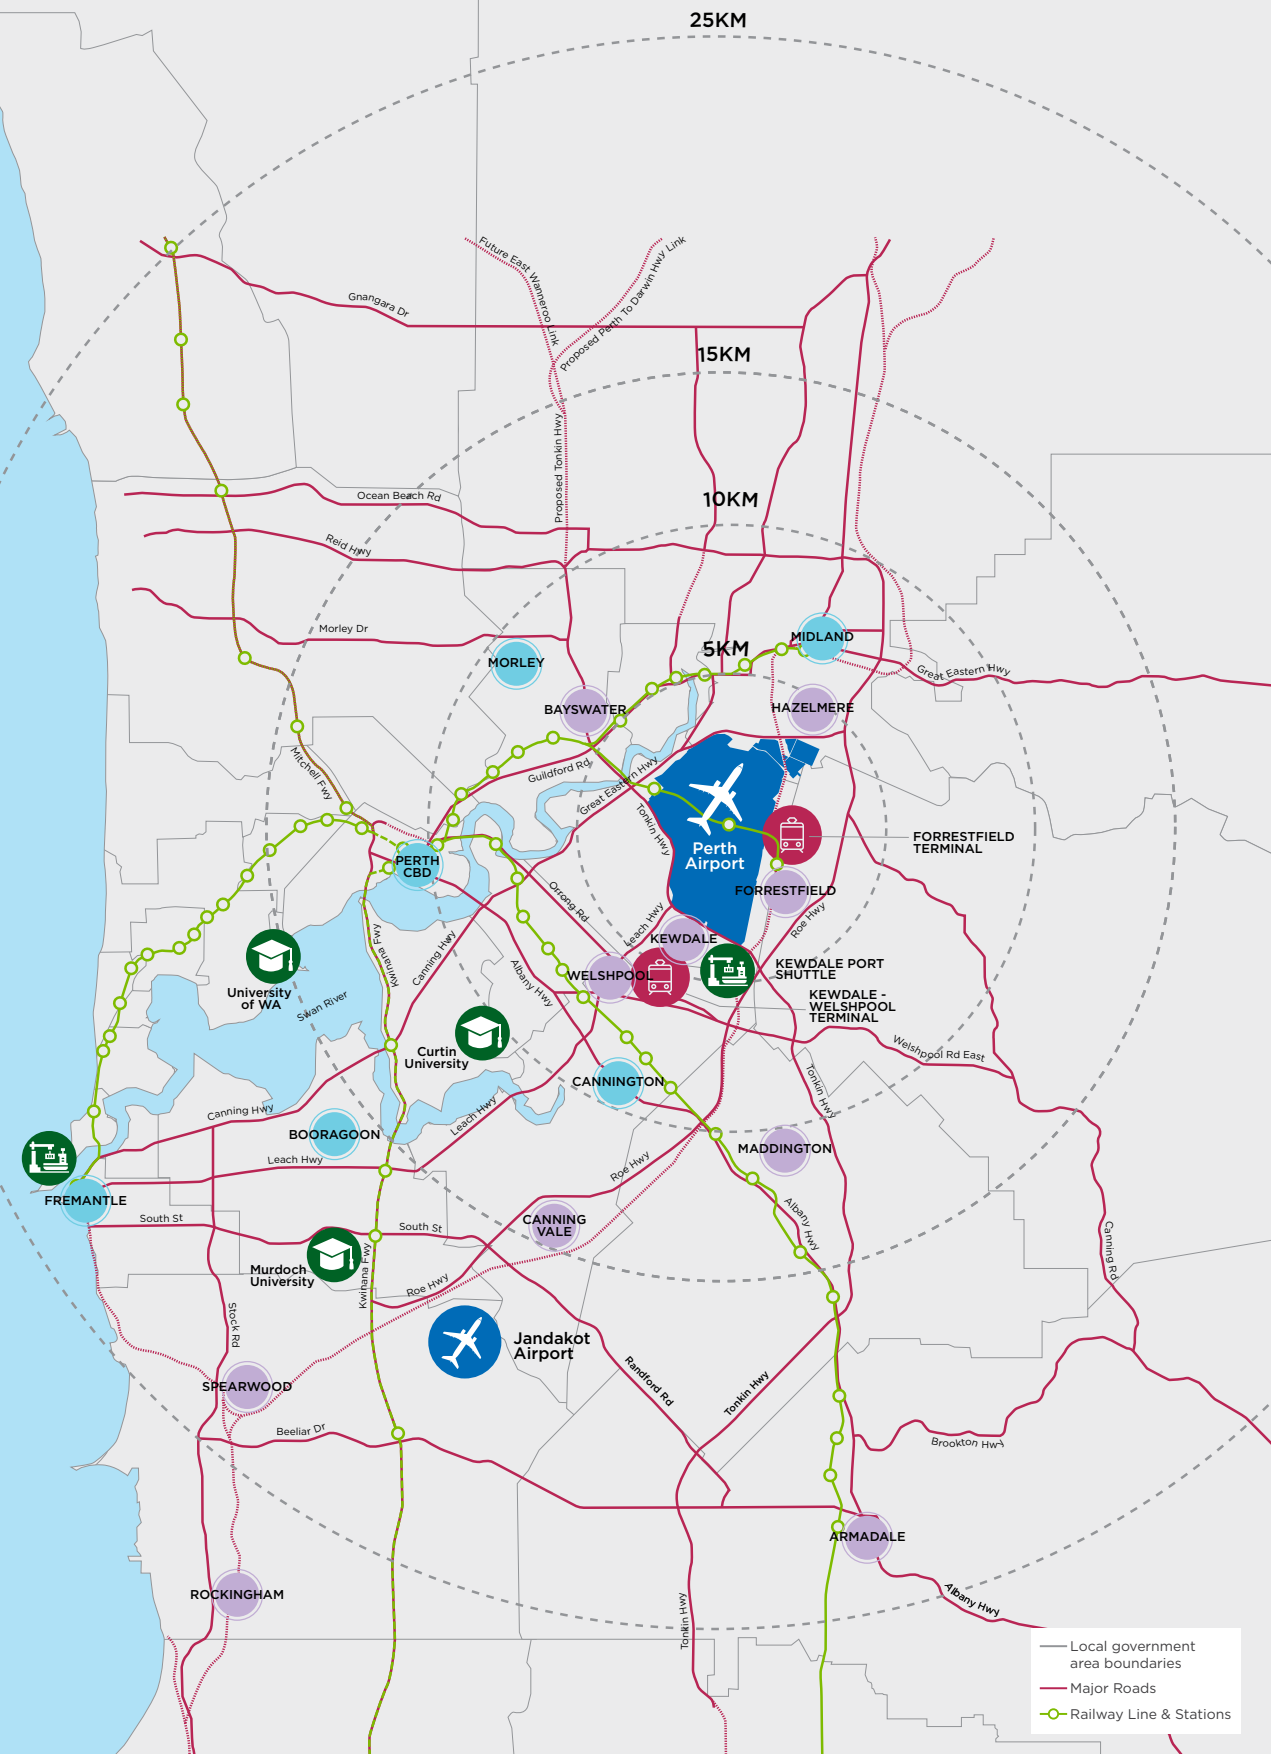 25KM
Future East Wanneroo Link
Proposed Perth To Darwin Hwy Link
Gnangara Dr
15KM
Proposed Tonkin Hwy
Ocean Beach Rd
10KM
Reid Hwy
Morley Dr
MIDLAND
5KM
MORLEY
Great Eastern Hwy
BAYSWATER
HAZELMERE
Mitchell Fwy
Guildford Rd
Great Eastern Hwy
Tonkin Hwy
FORRESTFIELD
TERMINAL
Perth
Airport
PERTH
CBD
FORRESTFIELD
Orrong Rd
Leach Hwy
Roe Hwy
KEWDALE
Kwinana Fwy
Canning Hwy
Albany Hwy
WELSHPOOL
KEWDALE PORT
SHUTTLE
University
of WA
Swan River
KEWDALE -
WELSHPOOL
TERMINAL
Curtin
University
Welshpool Rd East
CANNINGTON
Tonkin Hwy
Canning Hwy
Leach Hwy
BOORAGOON
MADDINGTON
Leach Hwy
Roe Hwy
FREMANTLE
South St
South St
CANNING
VALE
Albany Hwy
Canning Rd
Murdoch
University
Kwinana Fwy
Roe Hwy
Stock Rd
Jandakot
Airport
Randford Rd
Tonkin Hwy
SPEARWOOD
Beeliar Dr
Brookton Hwy
ARMADALE
ROCKINGHAM
Albany Hwy
Tonkin Hwy
Local government
area boundaries
Major Roads
Railway Line & Stations